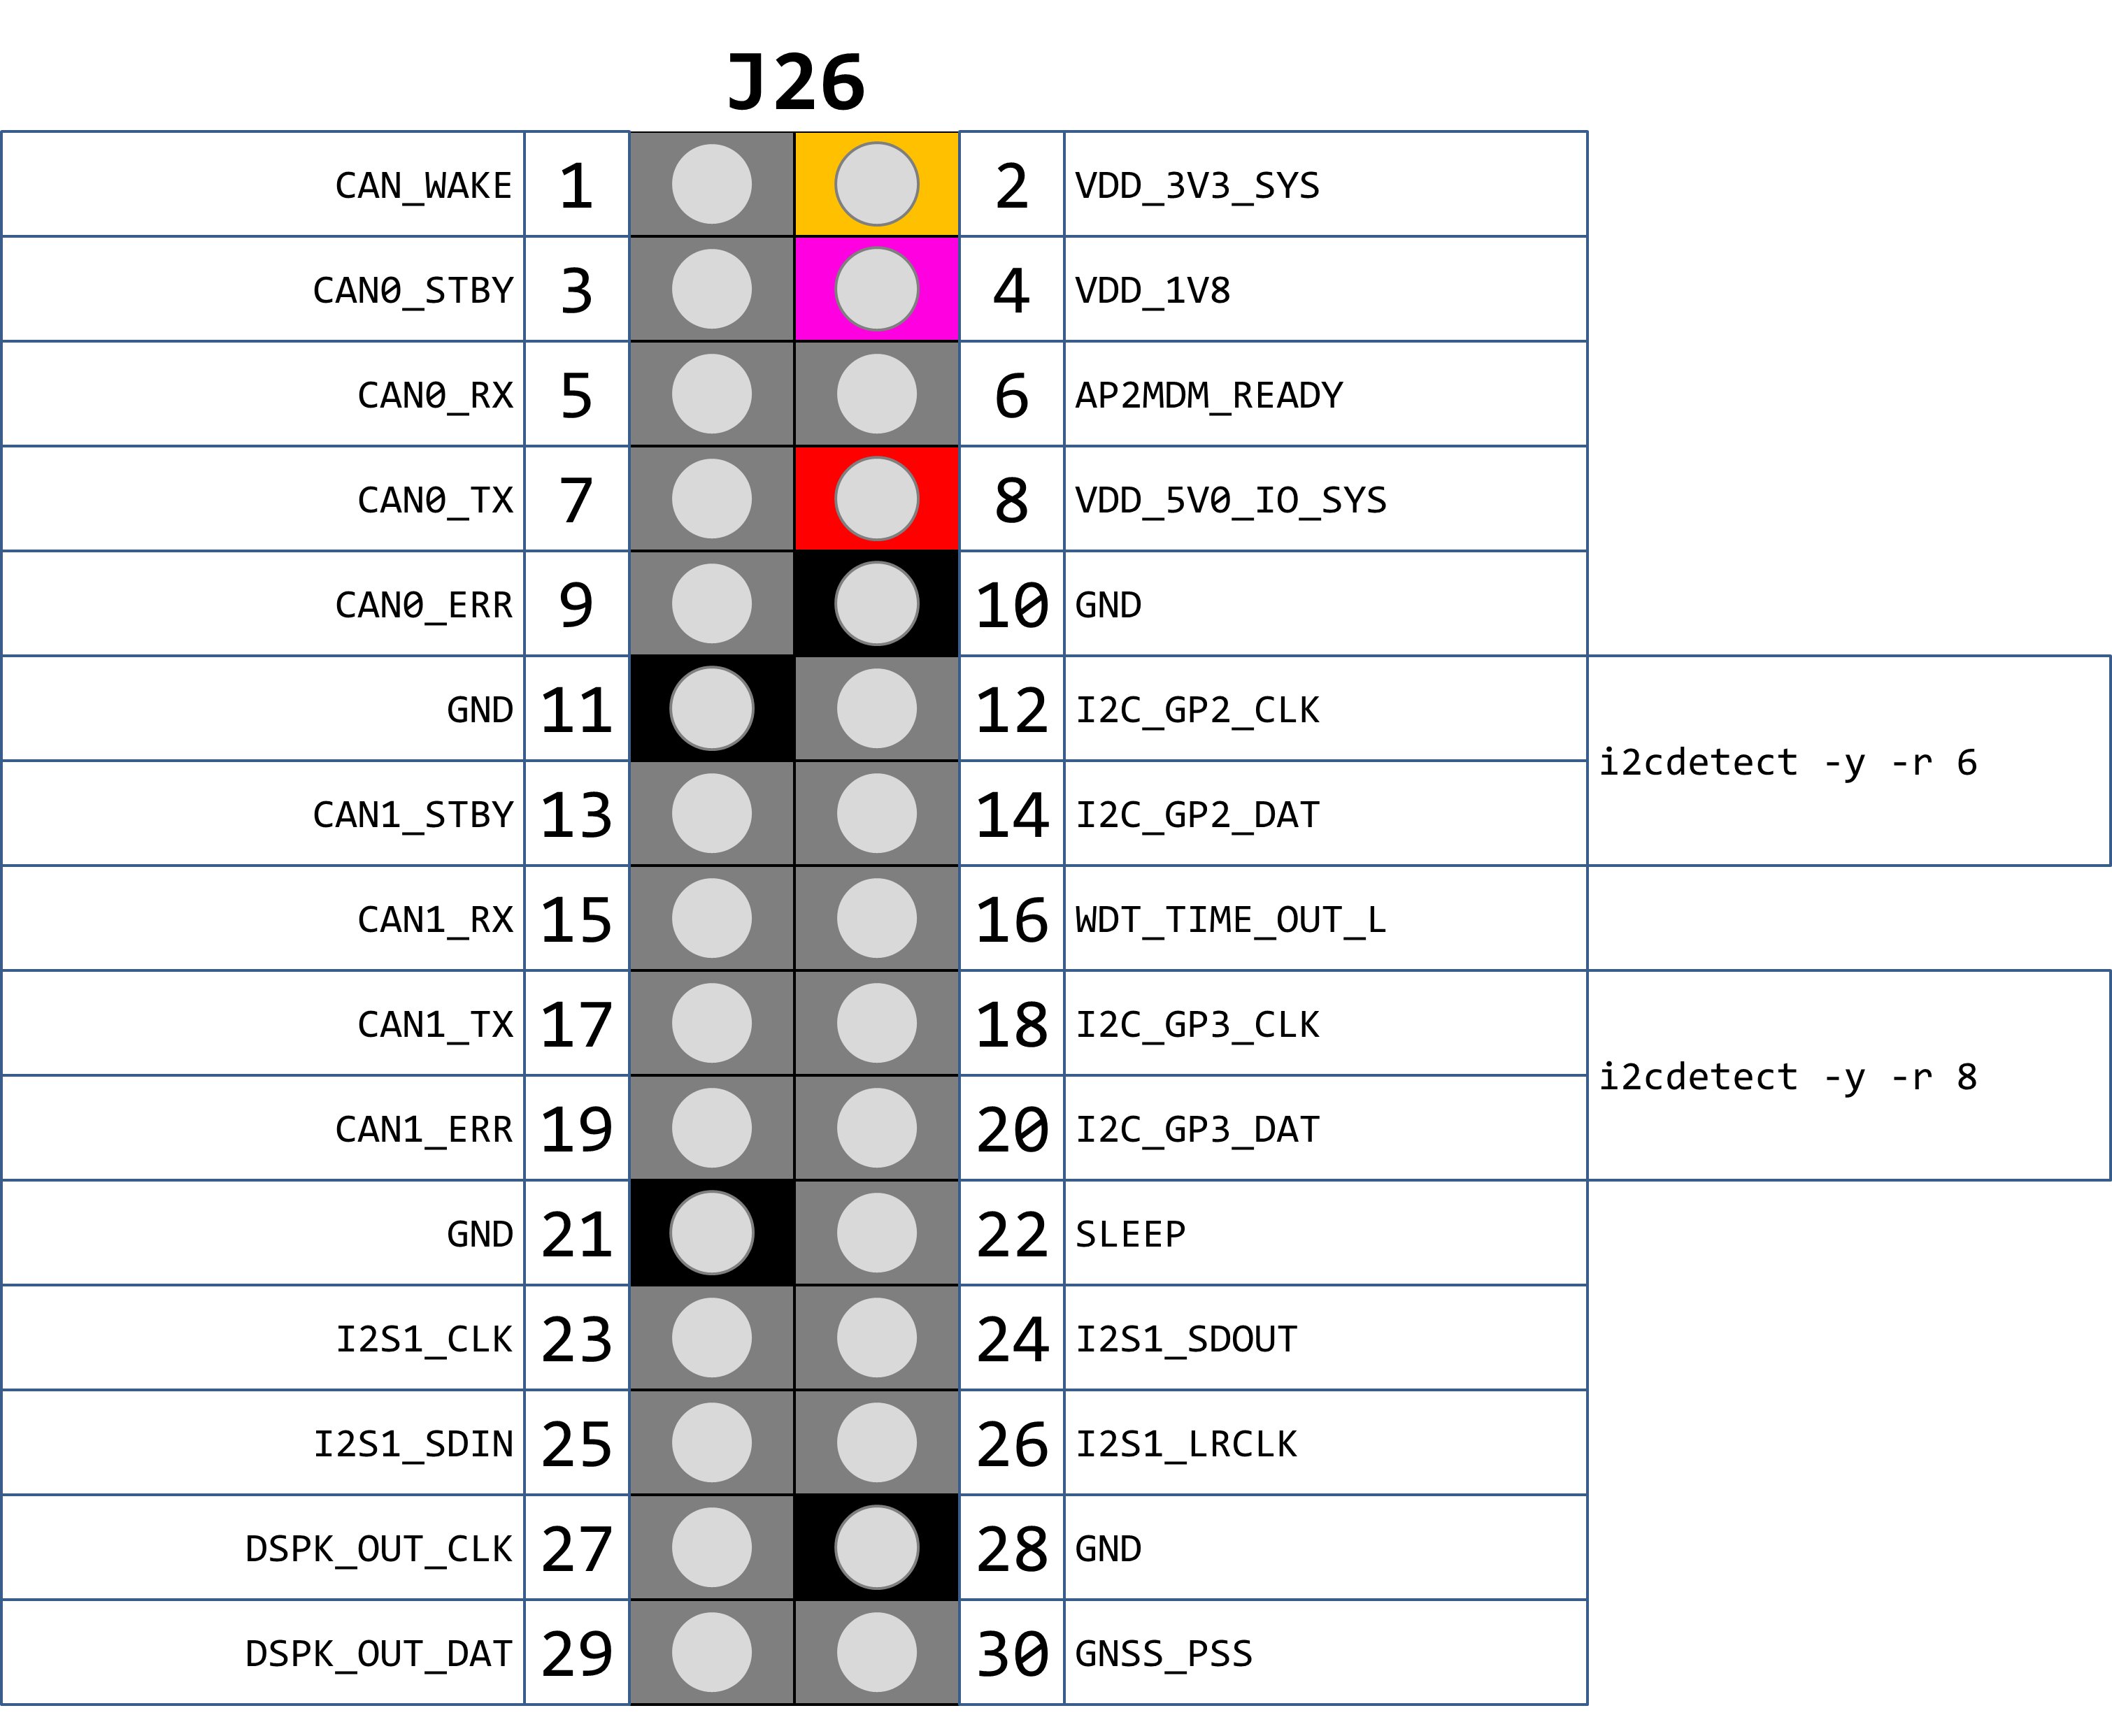 J26
CAN_WAKE 1 2 VDD_3V3_SYS
CAN0_STBY 3 4 VDD_1V8
CAN0_RX 5 6 AP2MDM_READY
CAN0_TX 7 8 VDD_5V0_IO_SYS
CAN0_ERR 9 10 GND
GND 11 12 I2C_GP2_CLK
i2cdetect -y -r 6
CAN1_STBY 13 14 I2C_GP2_DAT
CAN1_RX 15 16 WDT_TIME_OUT_L
CAN1_TX 17 18 I2C_GP3_CLK
i2cdetect -y -r 8
CAN1_ERR 19 20 I2C_GP3_DAT
GND 21 22 SLEEP
I2S1_CLK 23 24 I2S1_SDOUT
I2S1_SDIN 25 26 I2S1_LRCLK
DSPK_OUT_CLK 27 28 GND
DSPK_OUT_DAT 29 30 GNSS_PSS